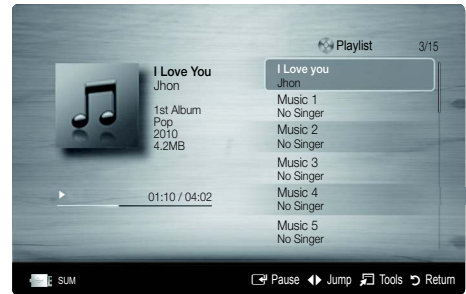 Playlist 3/15
I Love You
Jhon
1st Album
Pop
2010
4.2MB
01:10 / 04:02
I Love you
Jhon
Music 1
No Singer
Music 2
No Singer
Music 3
No Singer
Music 4
No Singer
Music 5
No Singer
SUM
Pause Jump Tools Return